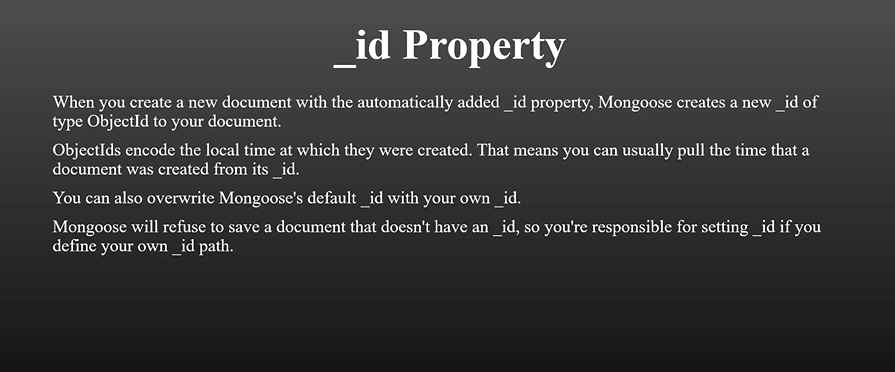 _id Property
When you create a new document with the automatically added _id property, Mongoose creates a new _id of
type ObjectId to your document.
ObjectIds encode the local time at which they were created. That means you can usually pull the time that a
document was created from its _id.
You can also overwrite Mongoose's default _id with your own _id.
Mongoose will refuse to save a document that doesn't have an _id, so you're responsible for setting _id if you
define your own _id path.